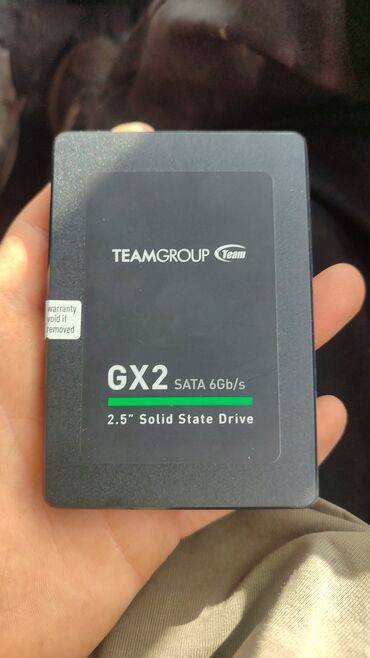 TEAMGROUP Team
warranty
void if
removed
GX2 SATA 6Gb/s
2.5" Solid State Drive